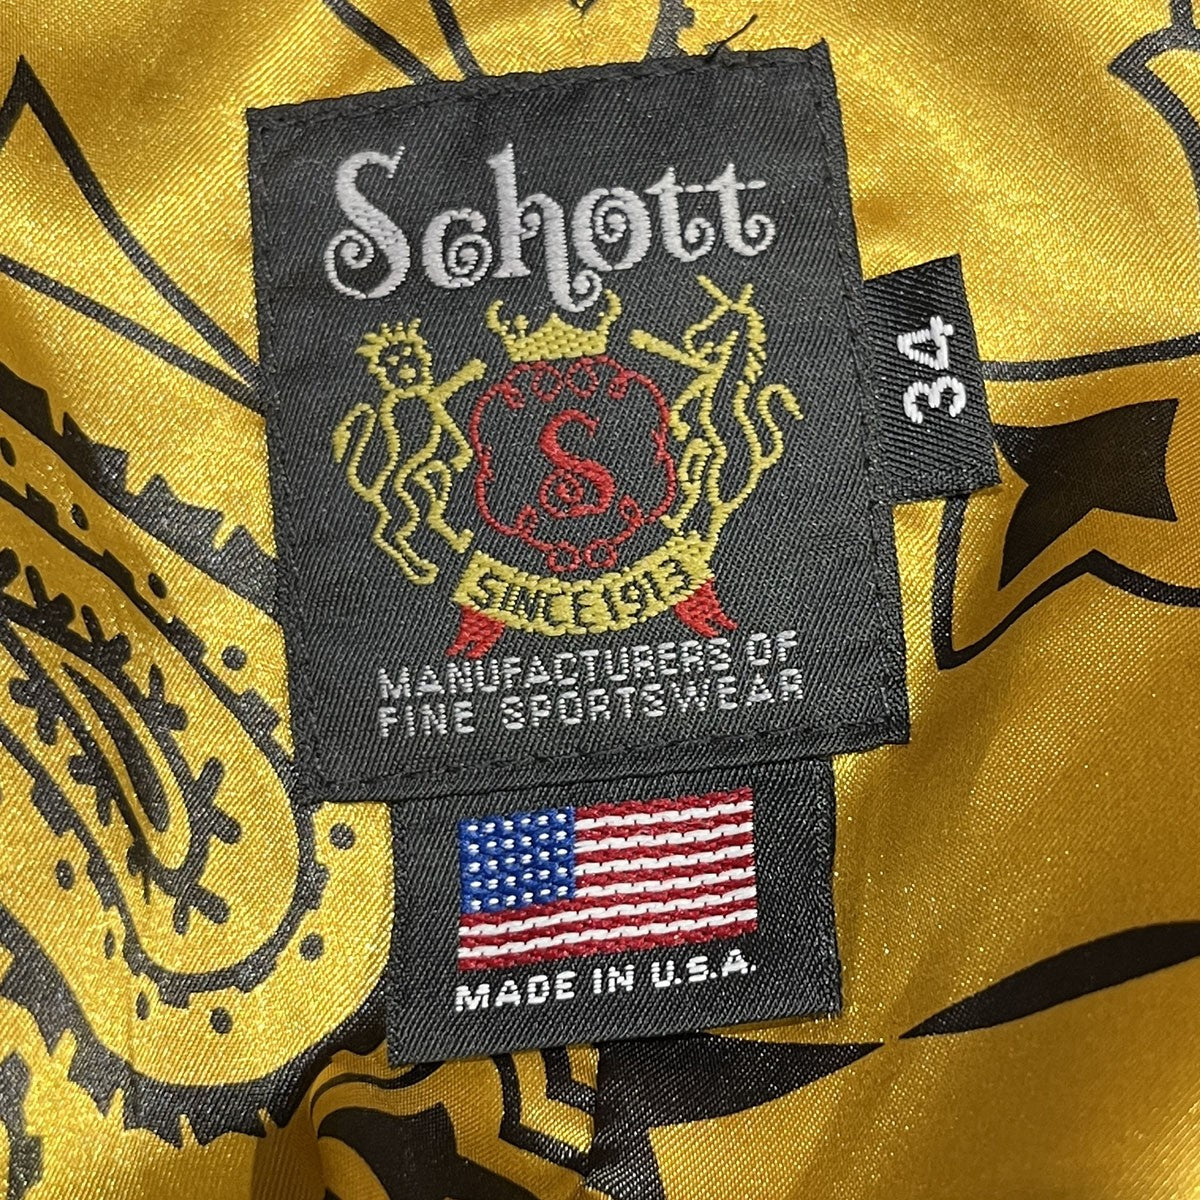 Schott
34
S
SINCE 1913
MANUFACTURERS OF
FINE SPORTSWEAR
MADE IN U.S.A.